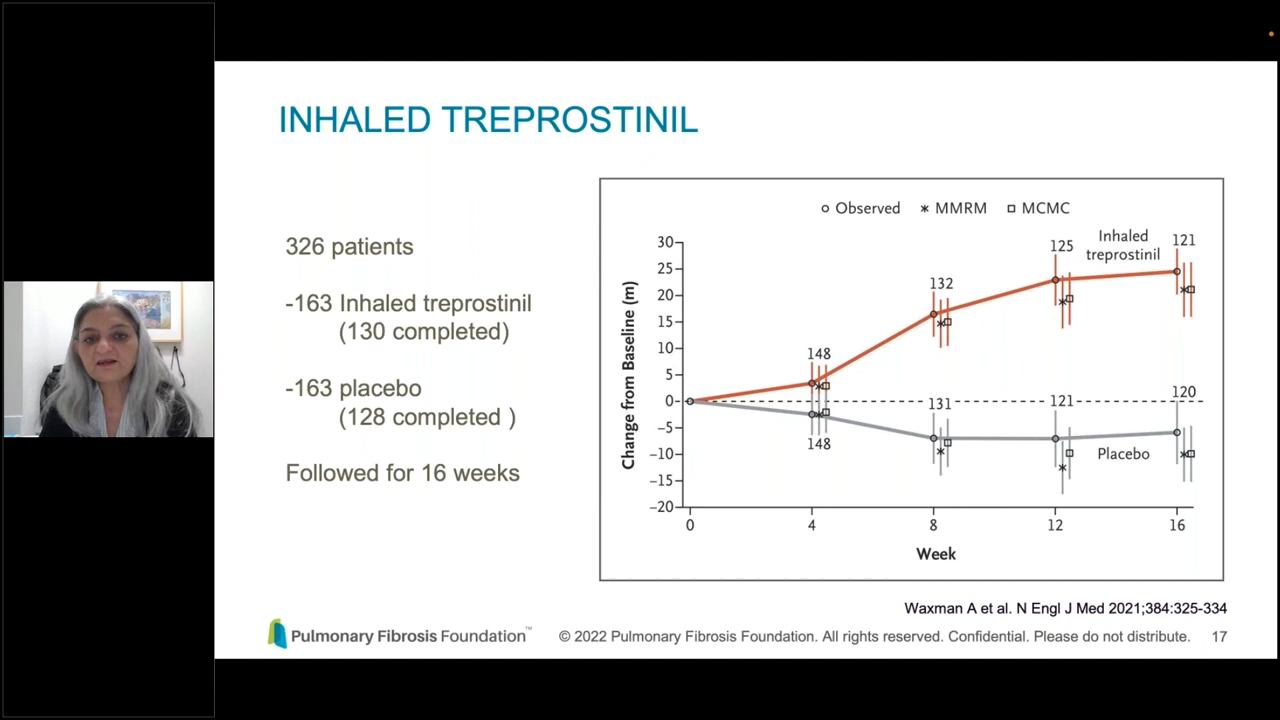 INHALED TREPROSTINIL
326 patients
-163 Inhaled treprostinil
(130 completed)
-163 placebo
(128 completed )
Followed for 16 weeks
Observed MMRM MCMC
Change from Baseline (m)
30
25
20
15
10
5
0
−5
−10
−15
−20
0 4 8 12 16
Week
148
132
125
121
Inhaled
treprostinil
148
131
121
120
Placebo
Waxman A et al. N Engl J Med 2021;384:325-334
Pulmonary Fibrosis Foundation™ © 2022 Pulmonary Fibrosis Foundation. All rights reserved. Confidential. Please do not distribute. 17